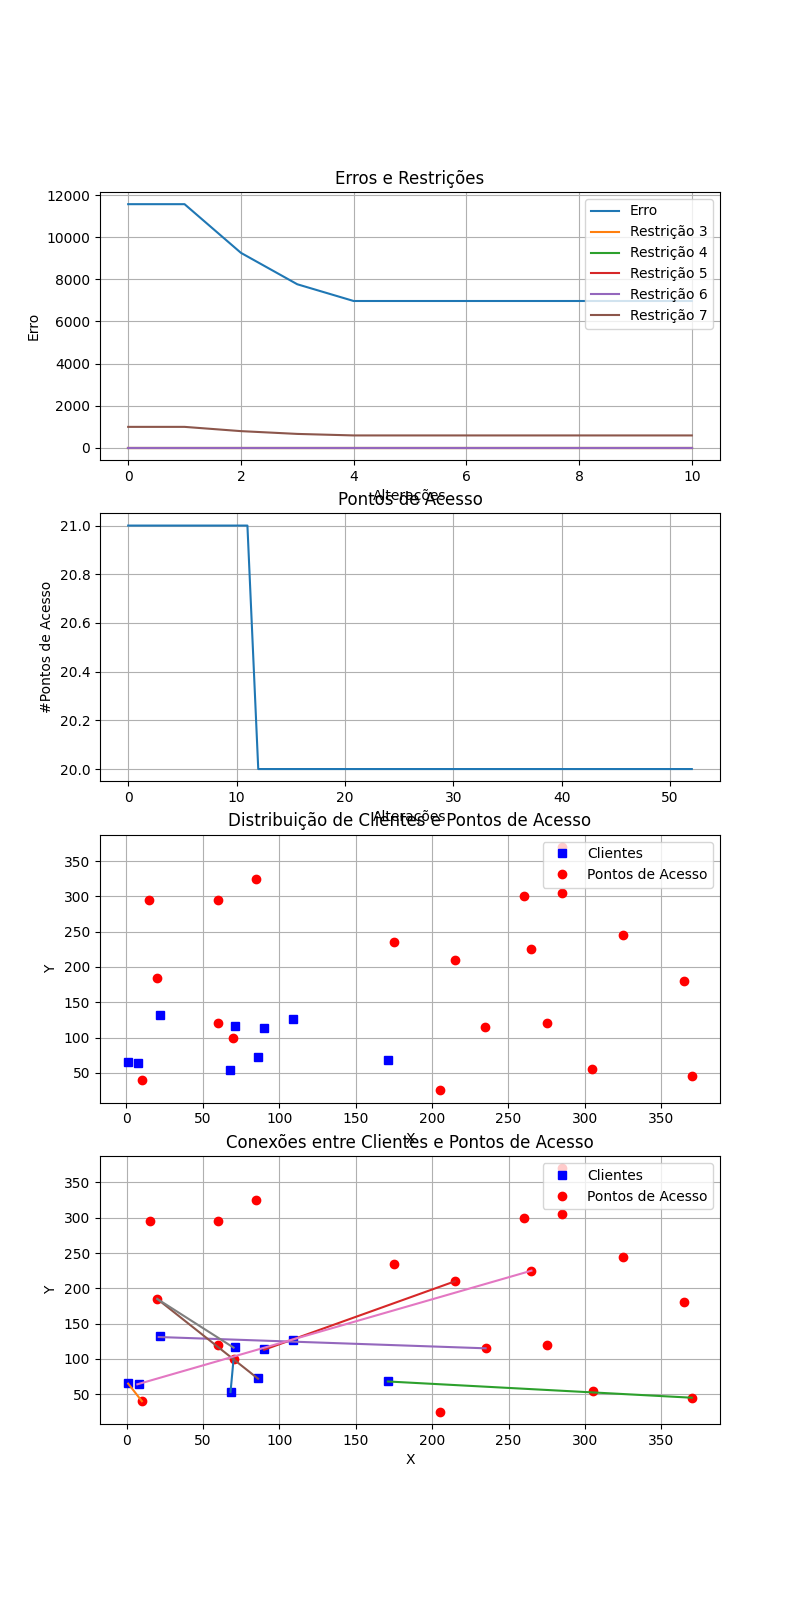 Erros e Restrições
12000
10000
8000
6000
4000
2000
0
Erro
Erro
Restrição 3
Restrição 4
Restrição 5
Restrição 6
Restrição 7
0 2 4 6 8 10
Alterações
Pontos de Acesso
21.0
20.8
20.6
20.4
20.2
20.0
#Pontos de Acesso
0 10 20 30 40 50
Alterações
Distribuição de Clientes e Pontos de Acesso
350
300
250
200
150
100
50
Y
Clientes
Pontos de Acesso
0 50 100 150 200 250 300 350
X
Conexões entre Clientes e Pontos de Acesso
350
300
250
200
150
100
50
Y
Clientes
Pontos de Acesso
0 50 100 150 200 250 300 350
X